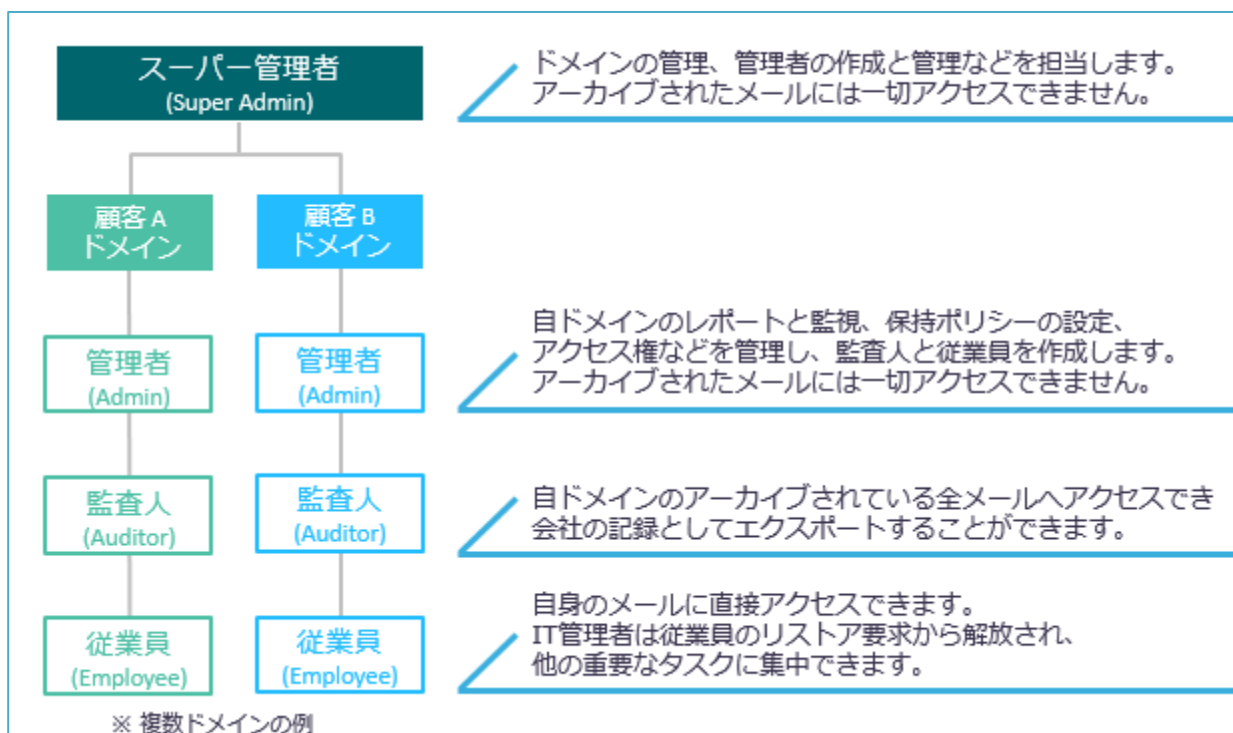 スーパー管理者
(Super Admin)
ドメインの管理、管理者の作成と管理などを担当します。
アーカイブされたメールには一切アクセスできません。
顧客 A
ドメイン
顧客 B
ドメイン
管理者
(Admin)
管理者
(Admin)
自ドメインのレポートと監視、保持ポリシーの設定、
アクセス権などを管理し、監査人と従業員を作成します。
アーカイブされたメールには一切アクセスできません。
監査人
(Auditor)
監査人
(Auditor)
自ドメインのアーカイブされている全メールへアクセスでき
会社の記録としてエクスポートすることができます。
従業員
(Employee)
従業員
(Employee)
自身のメールに直接アクセスできます。
IT管理者は従業員のリストア要求から解放され、
他の重要なタスクに集中できます。
※ 複数ドメインの例